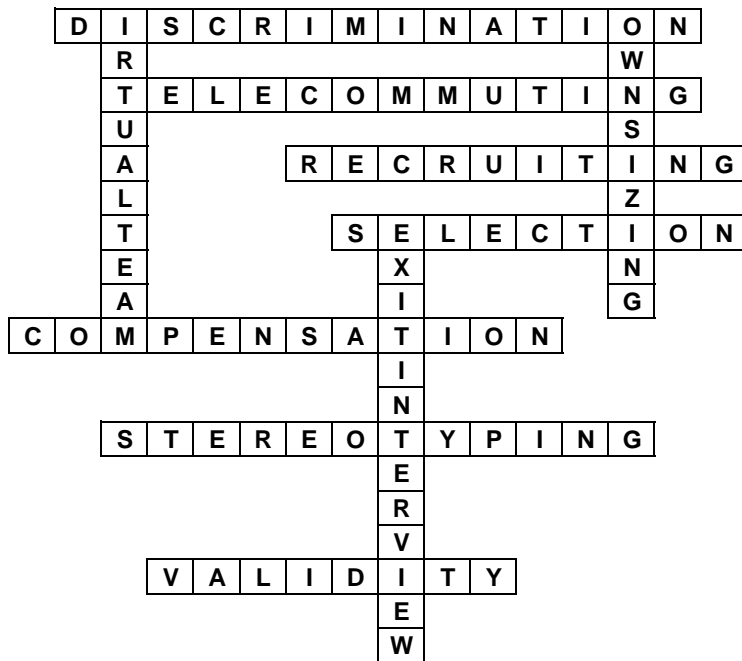 D I S C R I M I N A T I O N
R W
T E L E C O M M U T I N G
U S
A R E C R U I T I N G
L Z
T S E L E C T I O N
E X N
A I G
C O M P E N S A T I O N
I
N
S T E R E O T Y P I N G
E
R
V
V A L I D I T Y
E
W